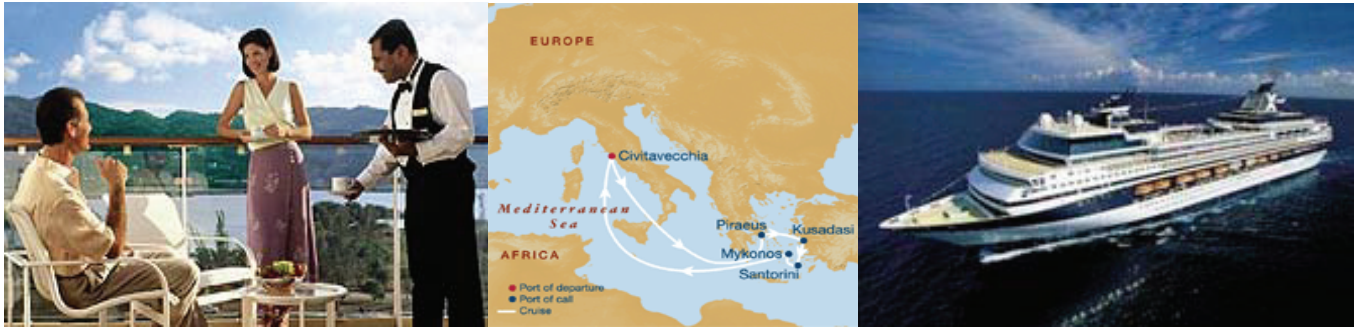 EUROPE
Civitavecchia
Mediterranean
Sea
Piraeus
Kusadasi
Mykonos
AFRICA
Santorini
Port of departure
Port of call
Cruise